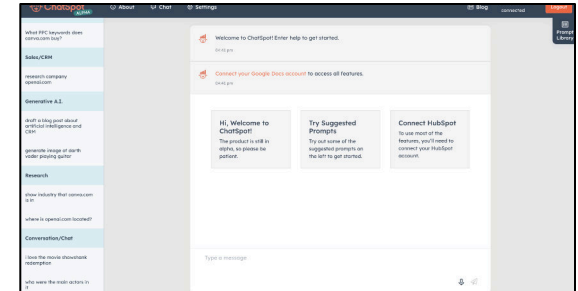 ChatSpot
ALPHA
About
Chat
Settings
Blog
connected
Logout
Prompt
Library
What PPC keywords does
canva.com buy?
Sales/CRM
research company
openai.com
Generative A.I.
draft a blog post about
artificial intelligence and
CRM
generate image of darth
vader playing guitar
Research
show industry that canva.com
is in
where is openai.com located?
Conversation/Chat
i love the movie shawshank
redemption
who were the main actors in
it
Welcome to ChatSpot! Enter help to get started.
Connect your Google Docs account to access all features.
Hi, Welcome to
ChatSpot!
The product is still in
alpha, so please be
patient.
Try Suggested
Prompts
Try out some of the
suggested prompts on
the left to get started.
Connect HubSpot
To use most of the
features, you'll need to
connect your HubSpot
account.
Type a message